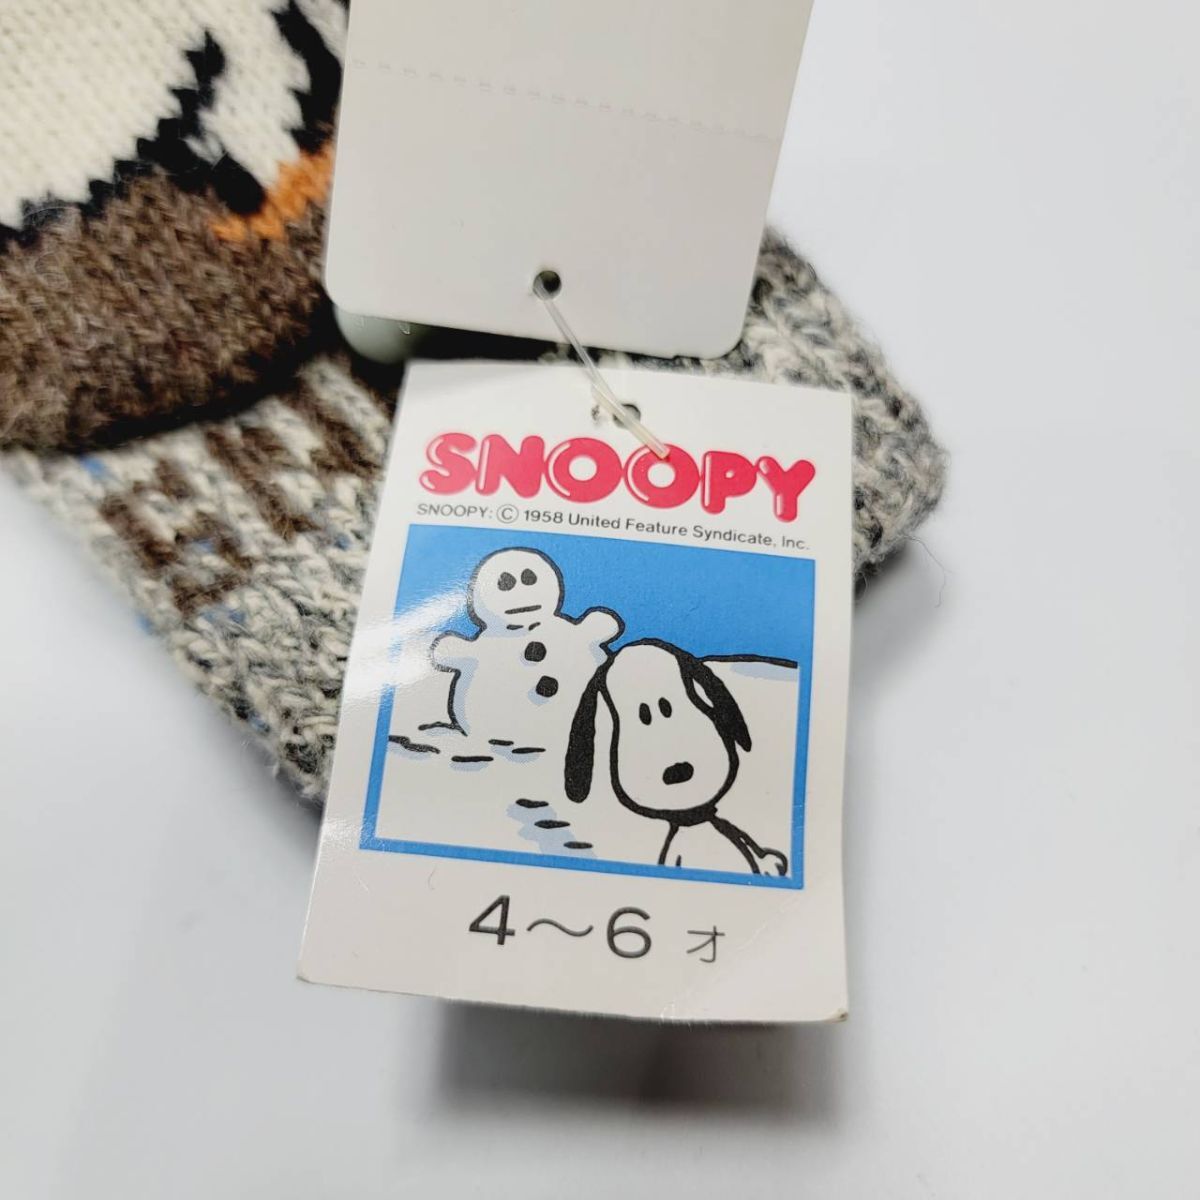 SNOOPY
SNOOPY: © 1958 United Feature Syndicate, Inc.
4～6 才